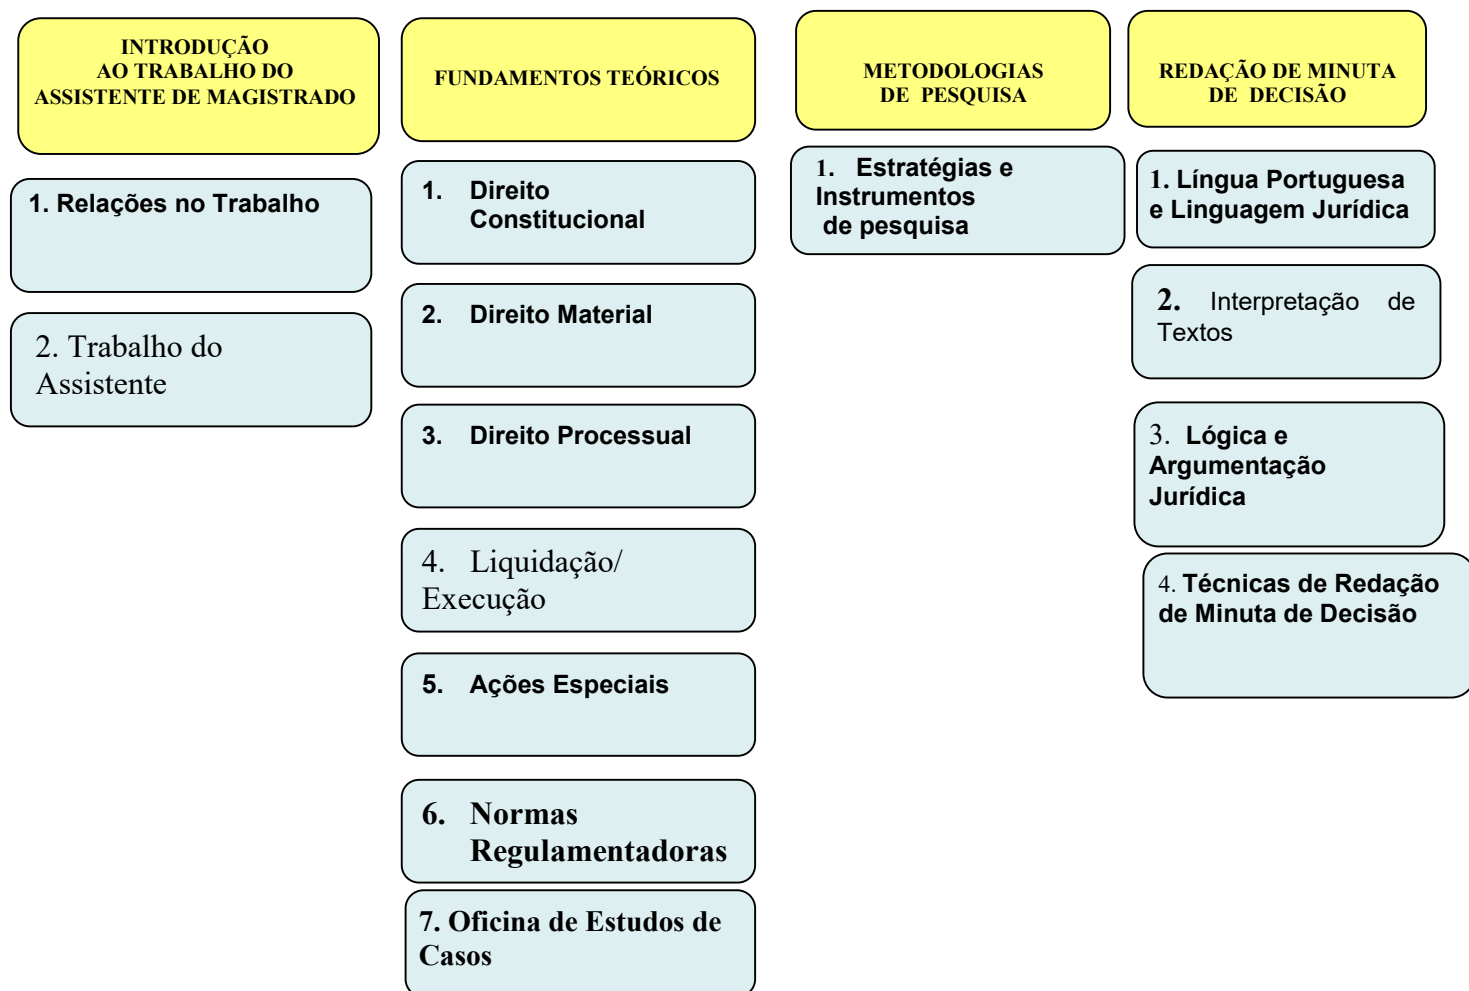 INTRODUÇÃO
AO TRABALHO DO
ASSISTENTE DE MAGISTRADO
1. Relações no Trabalho
2. Trabalho do
Assistente
FUNDAMENTOS TEÓRICOS
1. Direito
Constitucional
2. Direito Material
3. Direito Processual
4. Liquidação/
Execução
5. Ações Especiais
6. Normas
Regulamentadoras
7. Oficina de Estudos de
Casos
METODOLOGIAS
DE PESQUISA
1. Estratégias e
Instrumentos
de pesquisa
REDAÇÃO DE MINUTA
DE DECISÃO
1. Língua Portuguesa
e Linguagem Jurídica
2. Interpretação de
Textos
3. Lógica e
Argumentação
Jurídica
4. Técnicas de Redação
de Minuta de Decisão